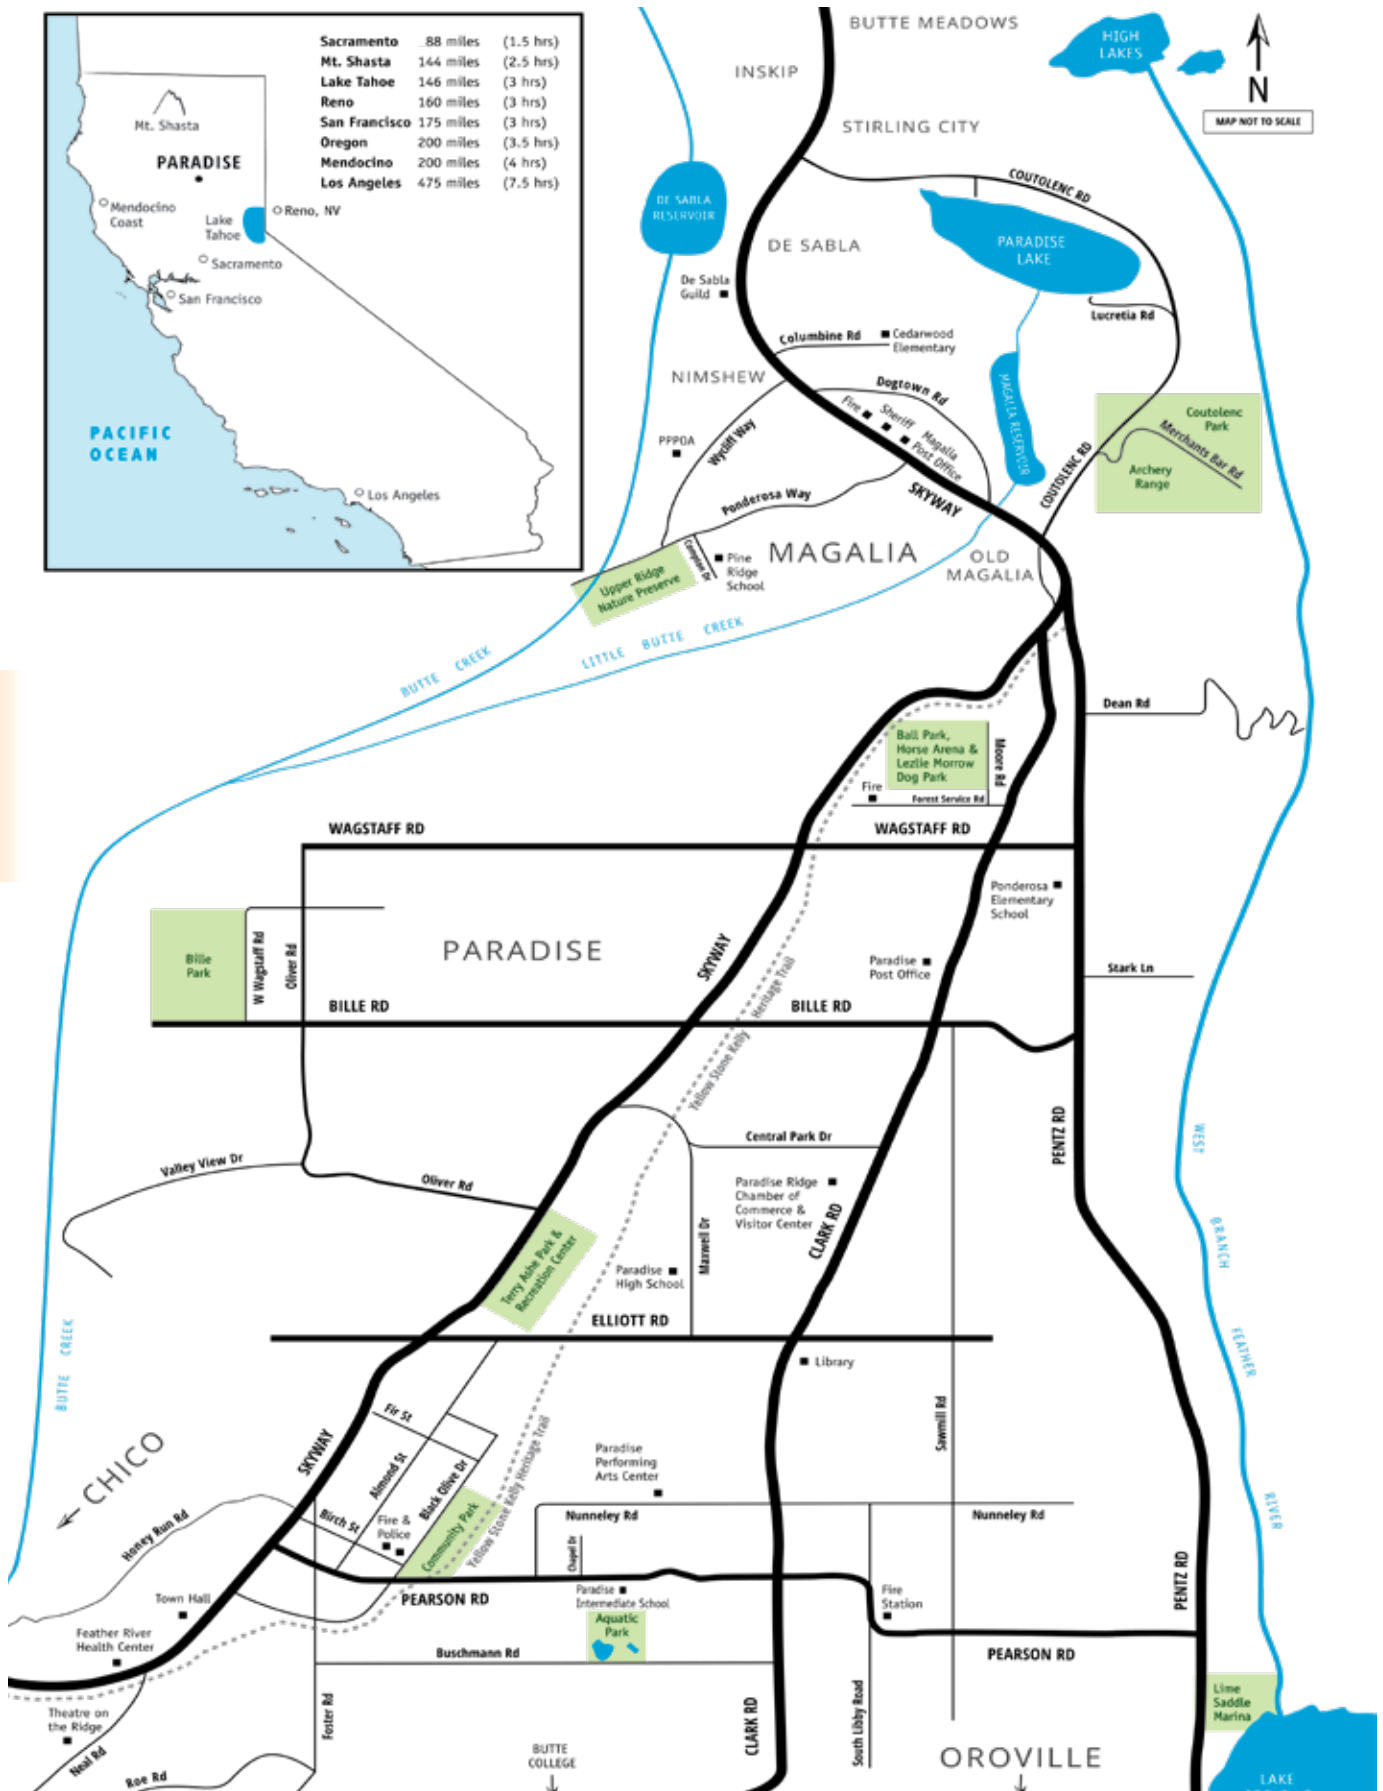 Sacramento 88 miles (1.5 hrs)
Mt. Shasta 144 miles (2.5 hrs)
Lake Tahoe 146 miles (3 hrs)
Reno 160 miles (3 hrs)
San Francisco 175 miles (3 hrs)
Oregon 200 miles (3.5 hrs)
Mendocino 200 miles (4 hrs)
Los Angeles 475 miles (7.5 hrs)
Mt. Shasta
PARADISE
Mendocino
Coast
Lake
Tahoe
Reno, NV
Sacramento
San Francisco
PACIFIC
OCEAN
Los Angeles
BUTTE MEADOWS
HIGH
LAKES
N
MAP NOT TO SCALE
INSKIP
STIRLING CITY
COUTOLENC RD
DE SABLA
RESERVOIR
DE SABLA
PARADISE
LAKE
De Sabla
Guild
Lucretia Rd
Columbine Rd
Cedarwood
Elementary
NIMSHEW
Dogtown Rd
MAGALIA RESERVOIR
Fire
Sheriff
Magalia
Post Office
Coutolenc
Park
Merchants Bar Rd
Archery
Range
PPPOA
Wycliff Way
Ponderosa Way
SKYWAY
COUTOLENC RD
MAGALIA
OLD
MAGALIA
Compton Dr
Pine
Ridge
School
Upper Ridge
Nature Preserve
BUTTE CREEK
LITTLE BUTTE CREEK
Dean Rd
Ball Park,
Horse Arena &
Lezlie Morrow
Dog Park
Moore Rd
Fire
Forest Service Rd
WAGSTAFF RD
WAGSTAFF RD
Ponderosa
Elementary
School
PARADISE
SKYWAY
Bille
Park
W Wagstaff Rd
Oliver Rd
Paradise
Post Office
Stark Ln
BILLE RD
BILLE RD
Yellow Stone Kelly Heritage Trail
PENTZ RD
WEST
BRANCH
FEATHER
RIVER
Central Park Dr
Valley View Dr
Oliver Rd
Paradise Ridge
Chamber of
Commerce &
Visitor Center
CLARK RD
Maxwell Dr
Terry Ashe Park &
Recreation Center
Paradise
High School
ELLIOTT RD
BUTTE CREEK
Library
Sawmill Rd
Fir St
SKYWAY
Almond St
Black Olive Dr
CHICO
Yellow Stone Kelly Heritage Trail
Paradise
Performing
Arts Center
Honey Run Rd
Birch St
Fire &
Police
Community Park
Nunneley Rd
Nunneley Rd
Chapel Dr
PENTZ RD
Town Hall
PEARSON RD
Paradise
Intermediate School
Fire
Station
Feather River
Health Center
Aquatic
Park
Buschmann Rd
PEARSON RD
Lime
Saddle
Marina
Theatre on
the Ridge
Neal Rd
Foster Rd
CLARK RD
South Libby Road
BUTTE
COLLEGE
OROVILLE
Roe Rd
LAKE